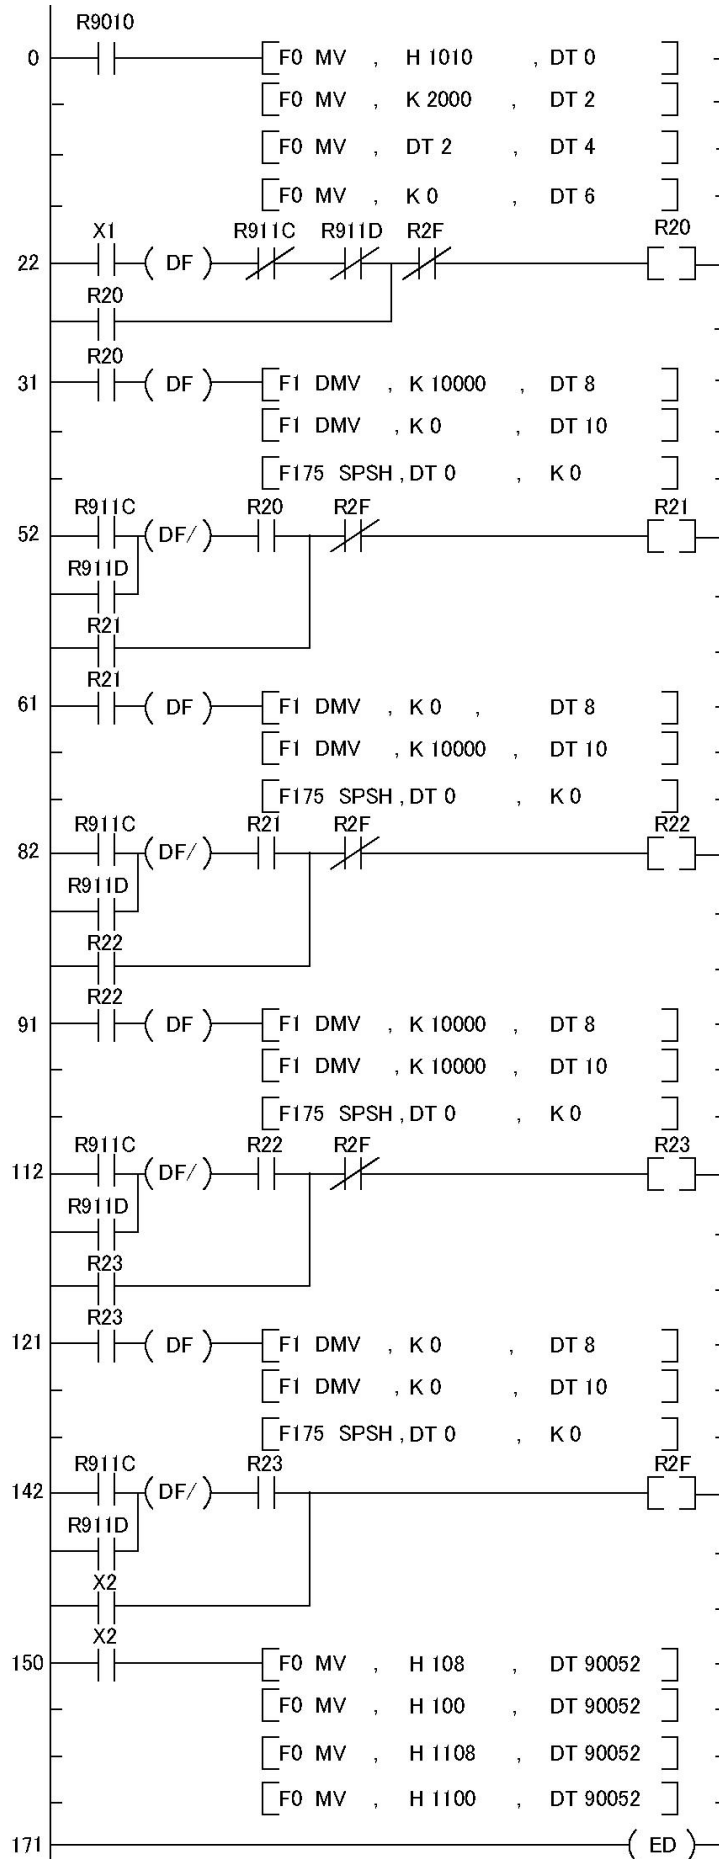 R9010
0 F0 MV , H 1010 , DT 0
F0 MV , K 2000 , DT 2
F0 MV , DT 2 , DT 4
F0 MV , K 0 , DT 6
X1 R911C R911D R2F R20
22 ( DF )
R20
R20
31 ( DF ) F1 DMV , K 10000 , DT 8
F1 DMV , K 0 , DT 10
F175 SPSH , DT 0 , K 0
R911C R20 R2F R21
52 ( DF/ )
R911D
R21
R21
61 ( DF ) F1 DMV , K 0 , DT 8
F1 DMV , K 10000 , DT 10
F175 SPSH , DT 0 , K 0
R911C R21 R2F R22
82 ( DF/ )
R911D
R22
R22
91 ( DF ) F1 DMV , K 10000 , DT 8
F1 DMV , K 10000 , DT 10
F175 SPSH , DT 0 , K 0
R911C R22 R2F R23
112 ( DF/ )
R911D
R23
R23
121 ( DF ) F1 DMV , K 0 , DT 8
F1 DMV , K 0 , DT 10
F175 SPSH , DT 0 , K 0
R911C R23 R2F
142 ( DF/ )
R911D
X2
X2
150 F0 MV , H 108 , DT 90052
F0 MV , H 100 , DT 90052
F0 MV , H 1108 , DT 90052
F0 MV , H 1100 , DT 90052
171 ( ED )